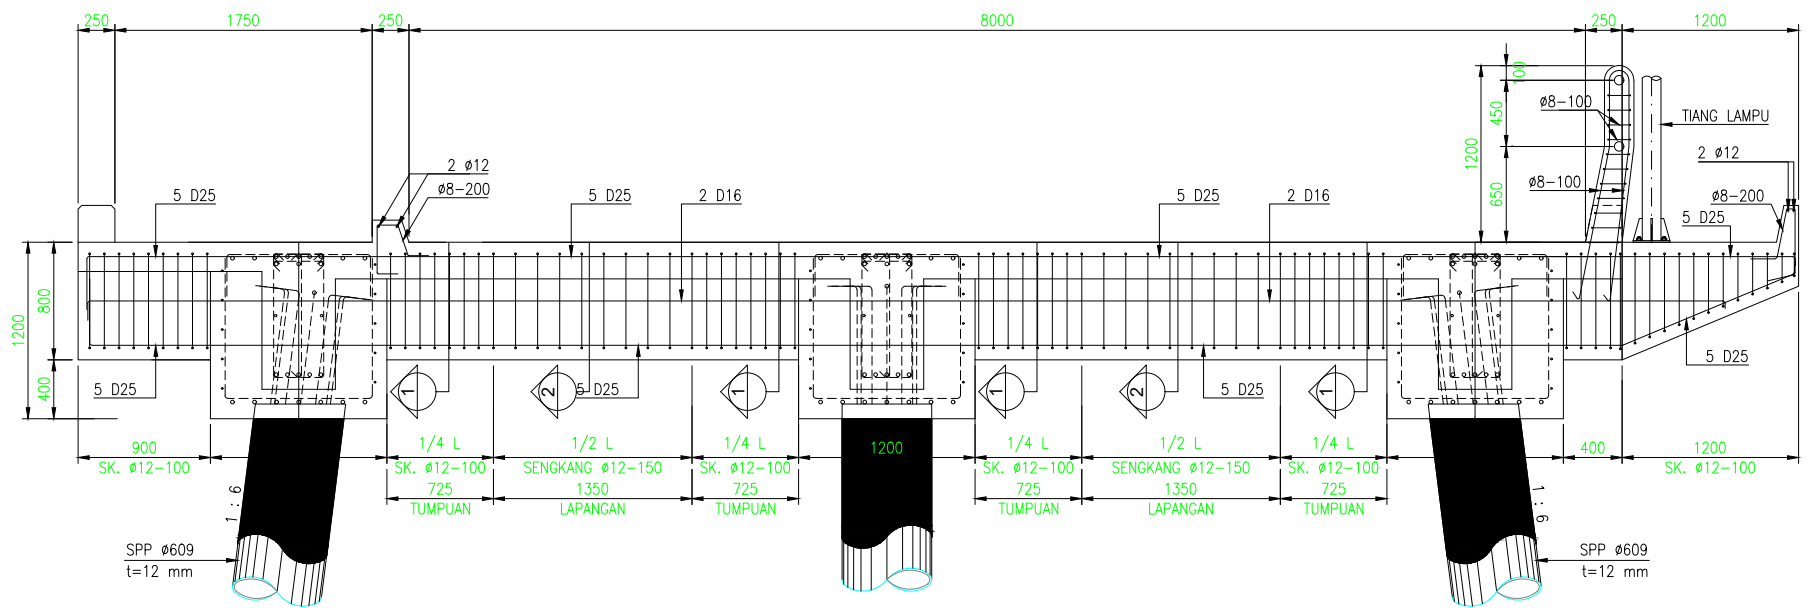 250
1750
250
8000
250
1200
100
450
1200
650
ø8-100
ø8-100
TIANG LAMPU
2 ø12
ø8-200
5 D25
2 ø12
ø8-200
5 D25
5 D25
2 D16
5 D25
2 D16
800
1200
400
5 D25
5 D25
5 D25
5 D25
1
2
1
1
2
1
900
SK. ø12-100
1/4 L
SK. ø12-100
1/2 L
SENGKANG ø12-150
1/4 L
SK. ø12-100
1200
1/4 L
SK. ø12-100
1/2 L
SENGKANG ø12-150
1/4 L
SK. ø12-100
400
1200
SK. ø12-100
725
TUMPUAN
1350
LAPANGAN
725
TUMPUAN
725
TUMPUAN
1350
LAPANGAN
725
TUMPUAN
1 : 6
1 : 6
SPP ø609
t=12 mm
SPP ø609
t=12 mm